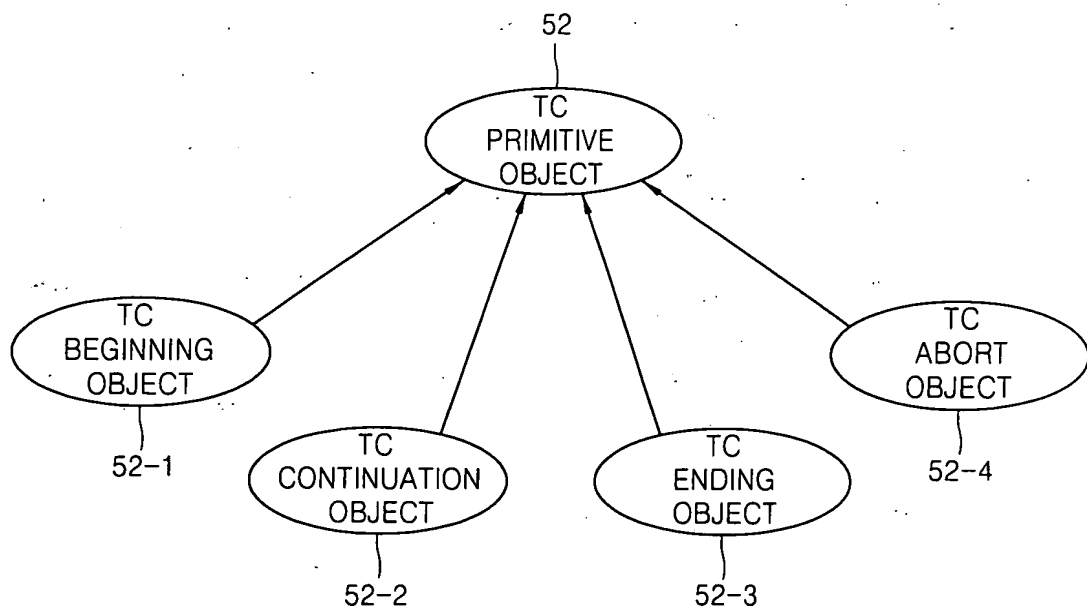 52
TC
PRIMITIVE
OBJECT
TC
BEGINNING
OBJECT
52-1
TC
CONTINUATION
OBJECT
52-2
TC
ENDING
OBJECT
52-3
TC
ABORT
OBJECT
52-4